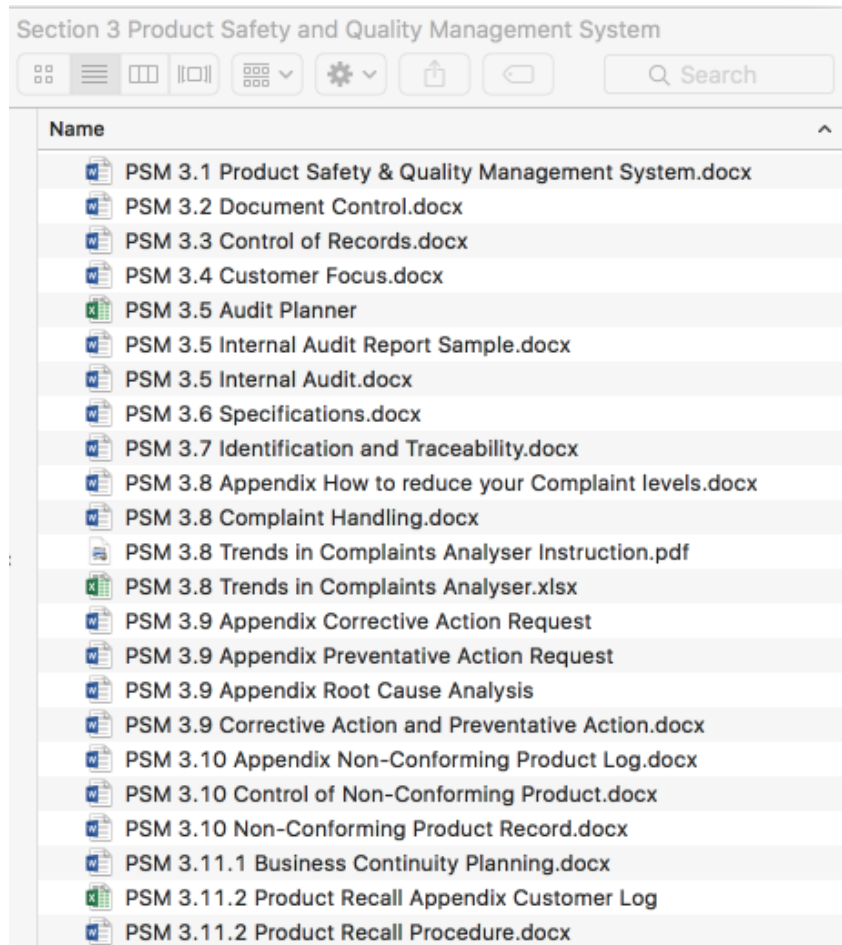 Section 3 Product Safety and Quality Management System
Search
Name
PSM 3.1 Product Safety & Quality Management System.docx
PSM 3.2 Document Control.docx
PSM 3.3 Control of Records.docx
PSM 3.4 Customer Focus.docx
PSM 3.5 Audit Planner
PSM 3.5 Internal Audit Report Sample.docx
PSM 3.5 Internal Audit.docx
PSM 3.6 Specifications.docx
PSM 3.7 Identification and Traceability.docx
PSM 3.8 Appendix How to reduce your Complaint levels.docx
PSM 3.8 Complaint Handling.docx
PSM 3.8 Trends in Complaints Analyser Instruction.pdf
PSM 3.8 Trends in Complaints Analyser.xlsx
PSM 3.9 Appendix Corrective Action Request
PSM 3.9 Appendix Preventative Action Request
PSM 3.9 Appendix Root Cause Analysis
PSM 3.9 Corrective Action and Preventative Action.docx
PSM 3.10 Appendix Non-Conforming Product Log.docx
PSM 3.10 Control of Non-Conforming Product.docx
PSM 3.10 Non-Conforming Product Record.docx
PSM 3.11.1 Business Continuity Planning.docx
PSM 3.11.2 Product Recall Appendix Customer Log
PSM 3.11.2 Product Recall Procedure.docx